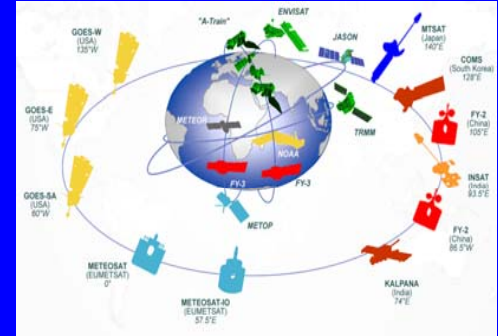 "A-Train"
ENVISAT
JASON
MTSAT
(Japan)
140°E
COMS
(South Korea)
128°E
GOES-W
(USA)
135°W
GOES-E
(USA)
75°W
METEOR
TRMM
FY-2
(China)
105°E
NOAA
INSAT
(India)
93.5°E
FY-3
FY-3
GOES-SA
(USA)
60°W
METOP
FY-2
(China)
86.5°W
METEOSAT
(EUMETSAT)
0°
METEOSAT-IO
(EUMETSAT)
57.5°E
KALPANA
(India)
74°E